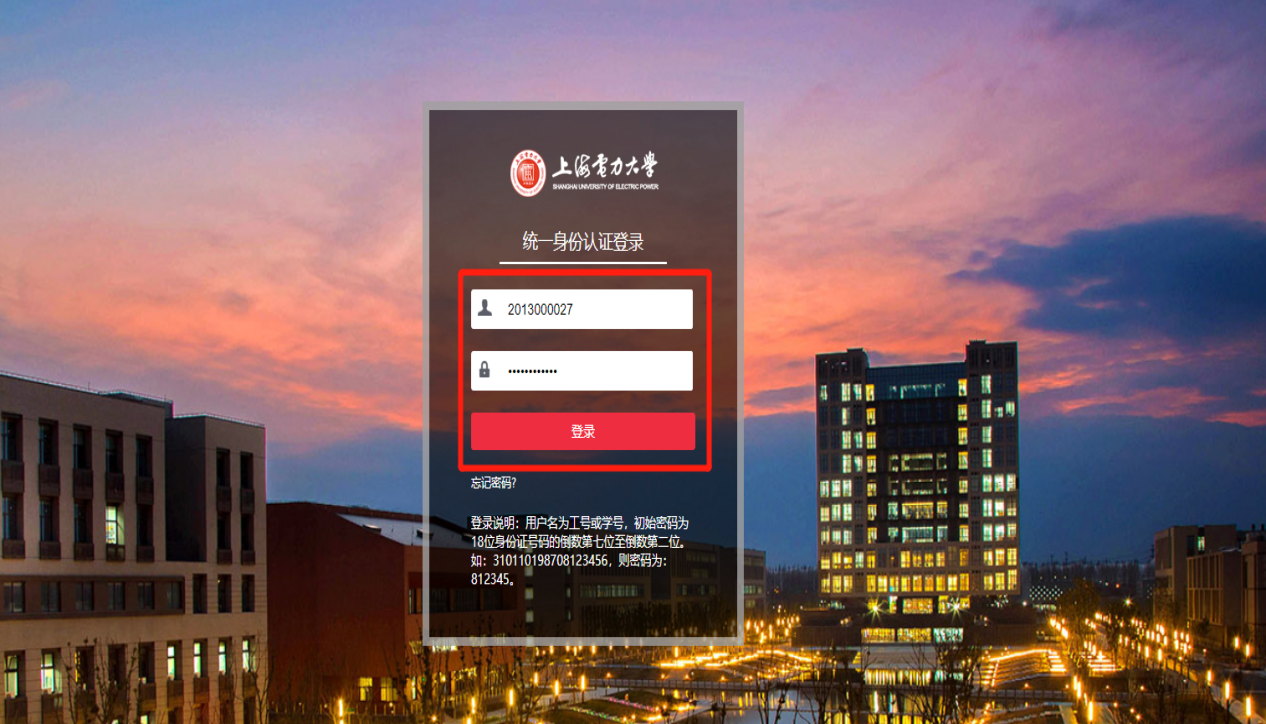 上海电力大学
SHANGHAI UNIVERSITY OF ELECTRIC POWER
统一身份认证登录
2013000027
••••••••••••
登录
忘记密码?
登录说明：用户名为工号或学号，初始密码为
18位身份证号码的倒数第七位至倒数第二位。
如：310110198708123456，则密码为：
812345。